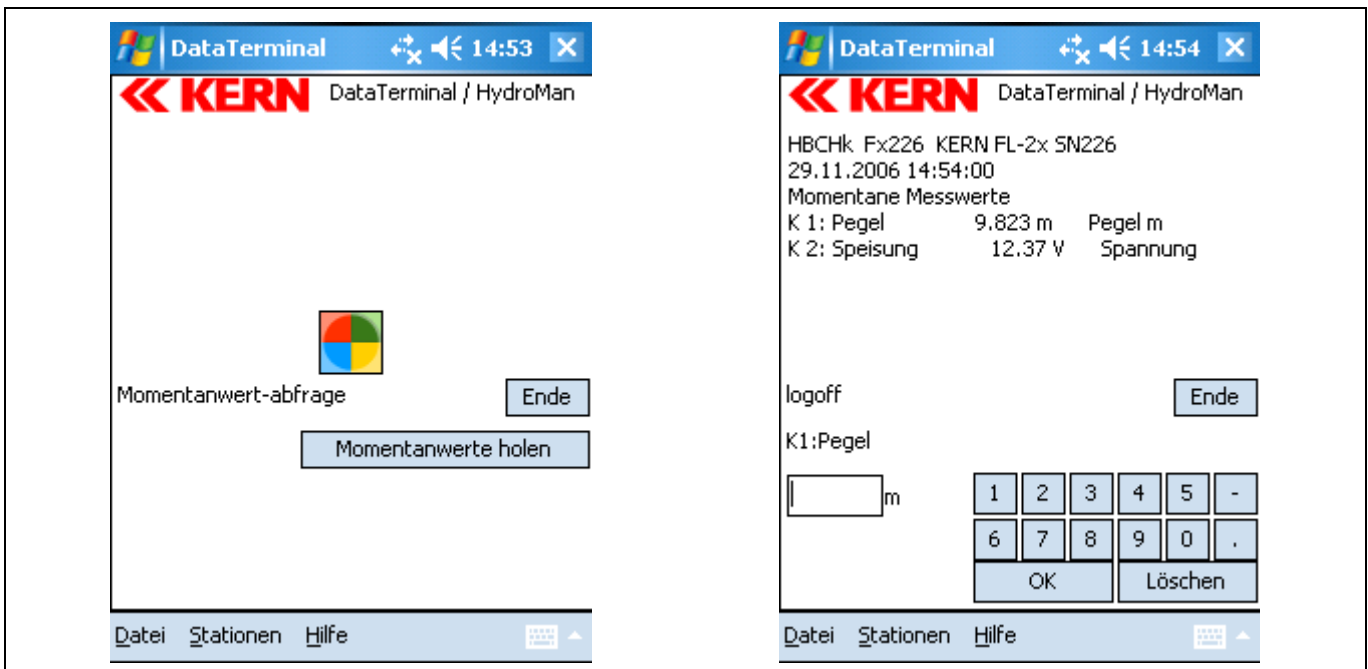 DataTerminal 14:53
KERN DataTerminal / HydroMan
Momentanwert-abfrage Ende
Momentanwerte holen
Datei Stationen Hilfe
DataTerminal 14:54
KERN DataTerminal / HydroMan
HBCHk Fx226 KERN FL-2x SN226
29.11.2006 14:54:00
Momentane Messwerte
K 1: Pegel 9.823 m Pegel m
K 2: Speisung 12.37 V Spannung
logoff Ende
K1:Pegel
m 1 2 3 4 5 -
6 7 8 9 0 .
OK Löschen
Datei Stationen Hilfe